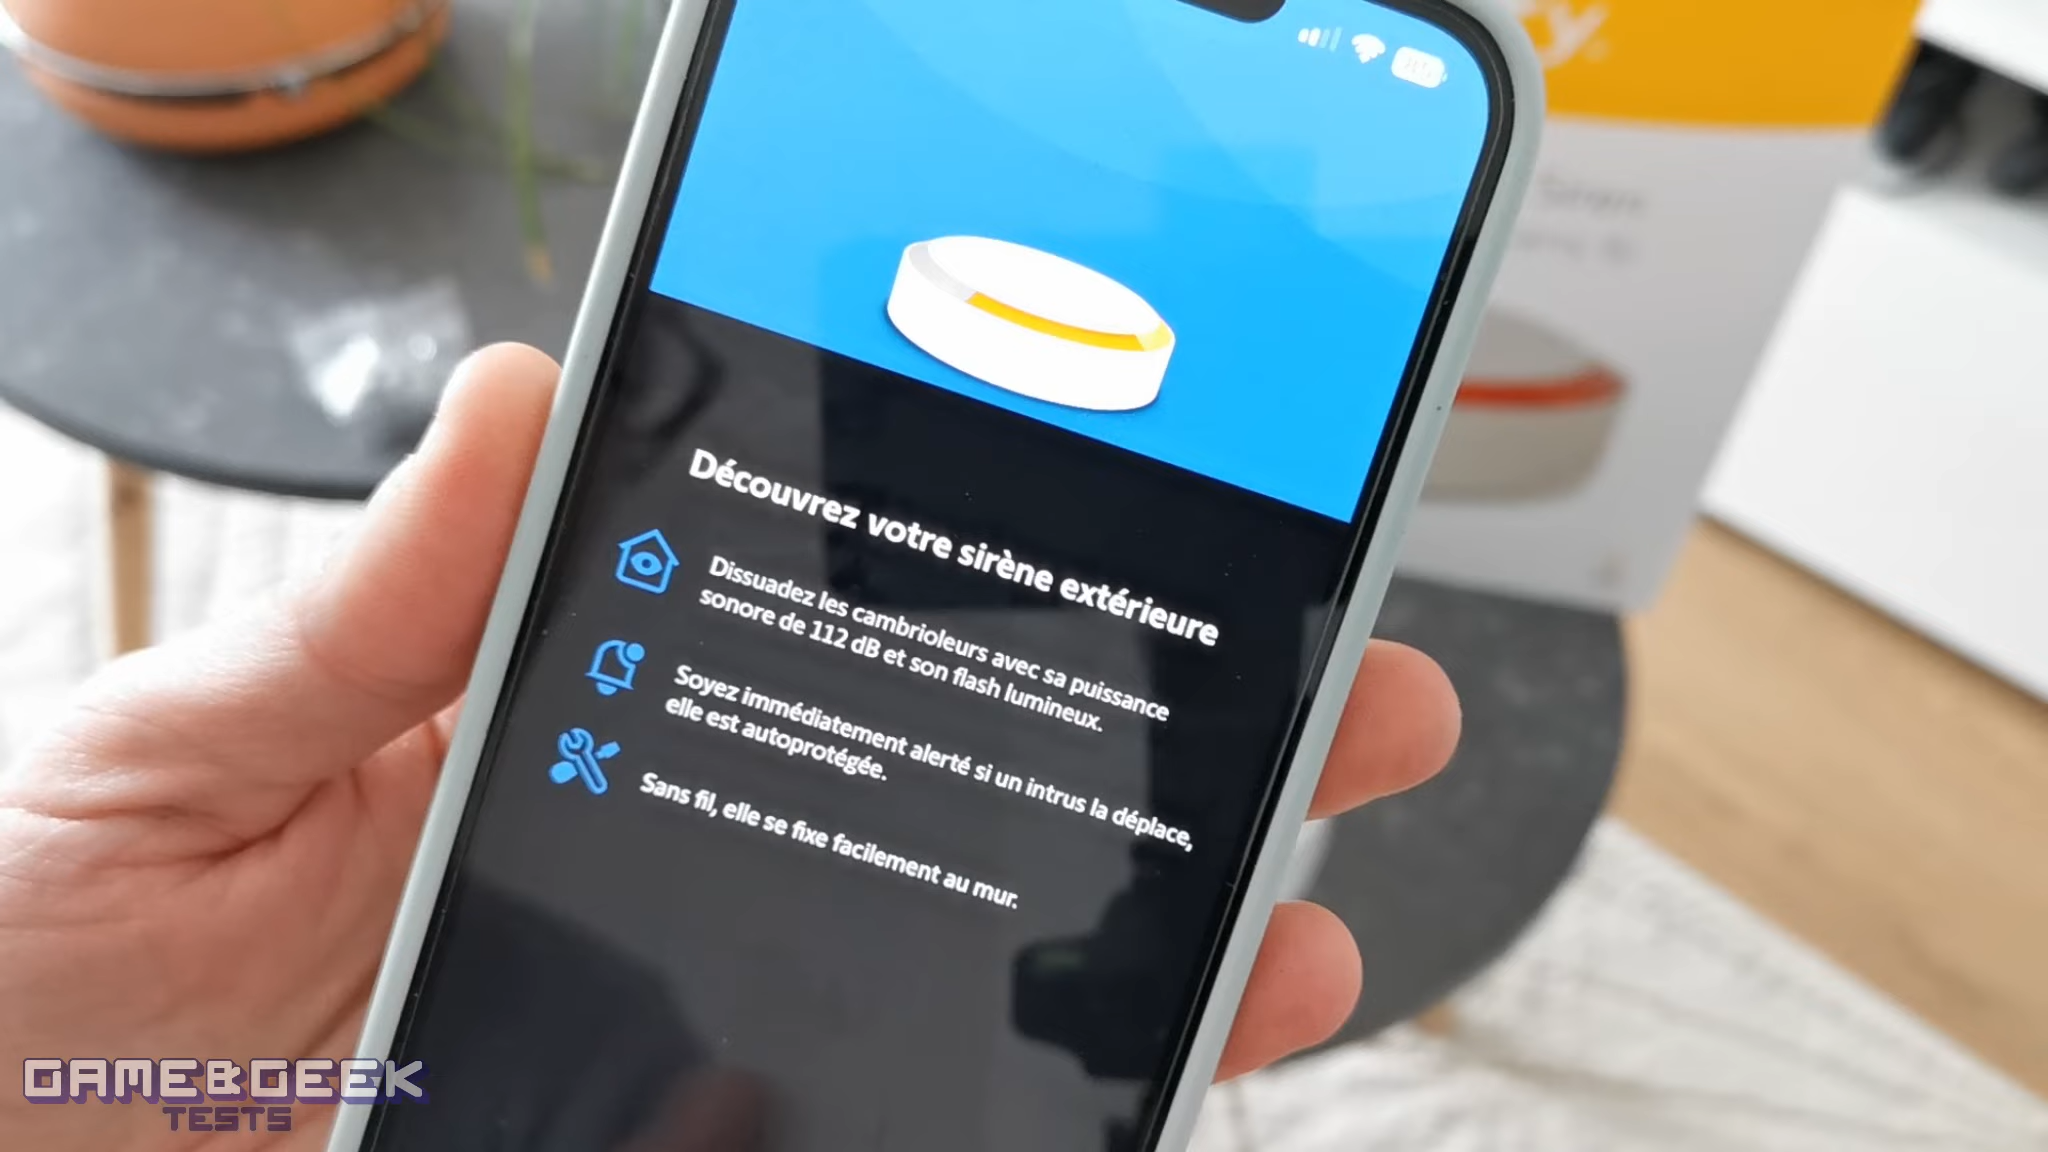 Découvrez votre sirène extérieure
Dissuadez les cambrioleurs avec sa puissance
sonore de 112 dB et son flash lumineux.
Soyez immédiatement alerté si un intrus la déplace,
elle est autoprotégée.
Sans fil, elle se fixe facilement au mur.
GAME&GEEK
TESTS